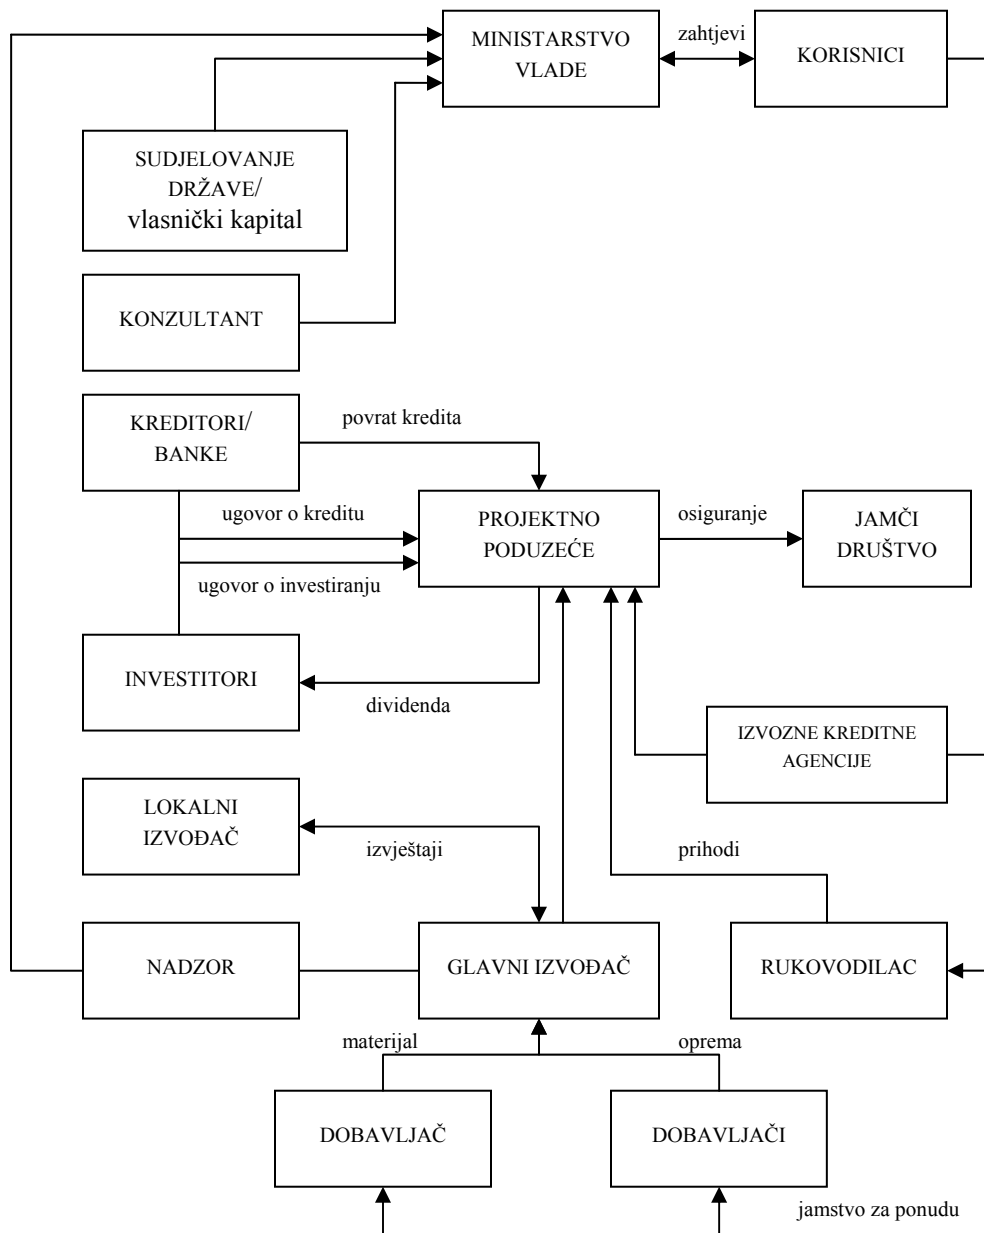 MINISTARSTVO
VLADE
zahtjevi
KORISNICI
SUDJELOVANJE
DRŽAVE/
vlasnički kapital
KONZULTANT
KREDITORI/
BANKE
povrat kredita
ugovor o kreditu
PROJEKTNO
PODUZEĆE
osiguranje
JAMČI
DRUŠTVO
ugovor o investiranju
INVESTITORI
dividenda
IZVOZNE KREDITNE
AGENCIJE
LOKALNI
IZVOĐAČ
izvještaji
prihodi
NADZOR
GLAVNI IZVOĐAČ
RUKOVODILAC
materijal
oprema
DOBAVLJAČ
DOBAVLJAČI
jamstvo za ponudu